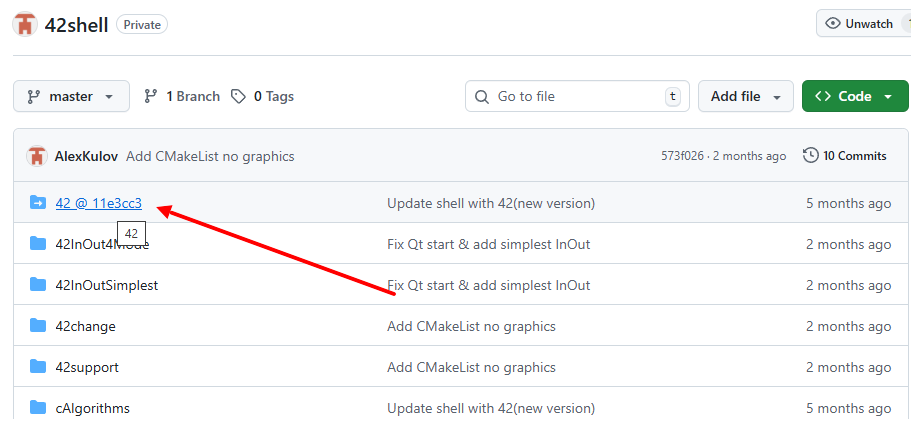 42shell Private Unwatch
master 1 Branch 0 Tags Go to file t Add file Code
AlexKulov Add CMakeList no graphics 573f026 · 2 months ago 10 Commits
42 @ 11e3cc3 Update shell with 42(new version) 5 months ago
42
42InOut4Mode Fix Qt start & add simplest InOut 2 months ago
42InOutSimplest Fix Qt start & add simplest InOut 2 months ago
42change Add CMakeList no graphics 2 months ago
42support Add CMakeList no graphics 2 months ago
cAlgorithms Update shell with 42(new version) 5 months ago